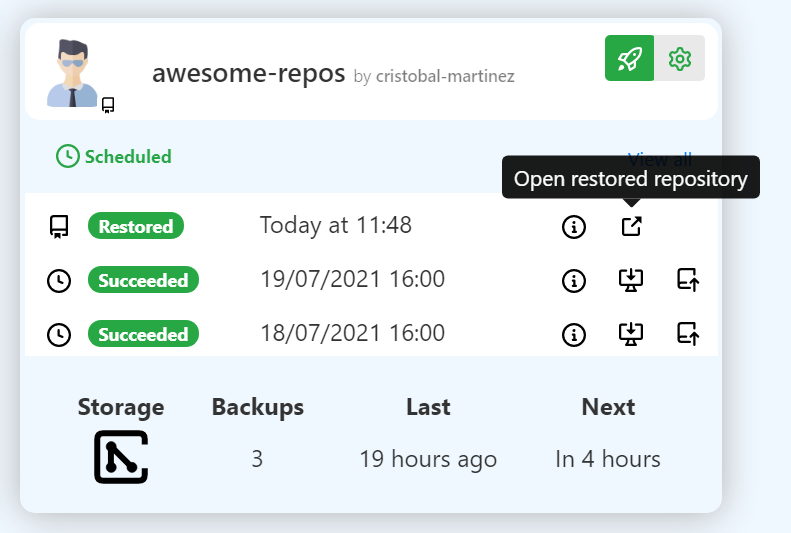 awesome-repos by cristobal-martinez
Scheduled
View all
Open restored repository
Restored Today at 11:48
Succeeded 19/07/2021 16:00
Succeeded 18/07/2021 16:00
Storage Backups Last Next
3 19 hours ago In 4 hours